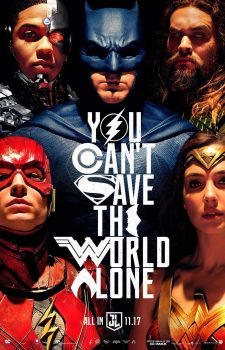 YOU
CAN'T
SAVE
THE
WORLD
ALONE
ALL IN JL 11.17